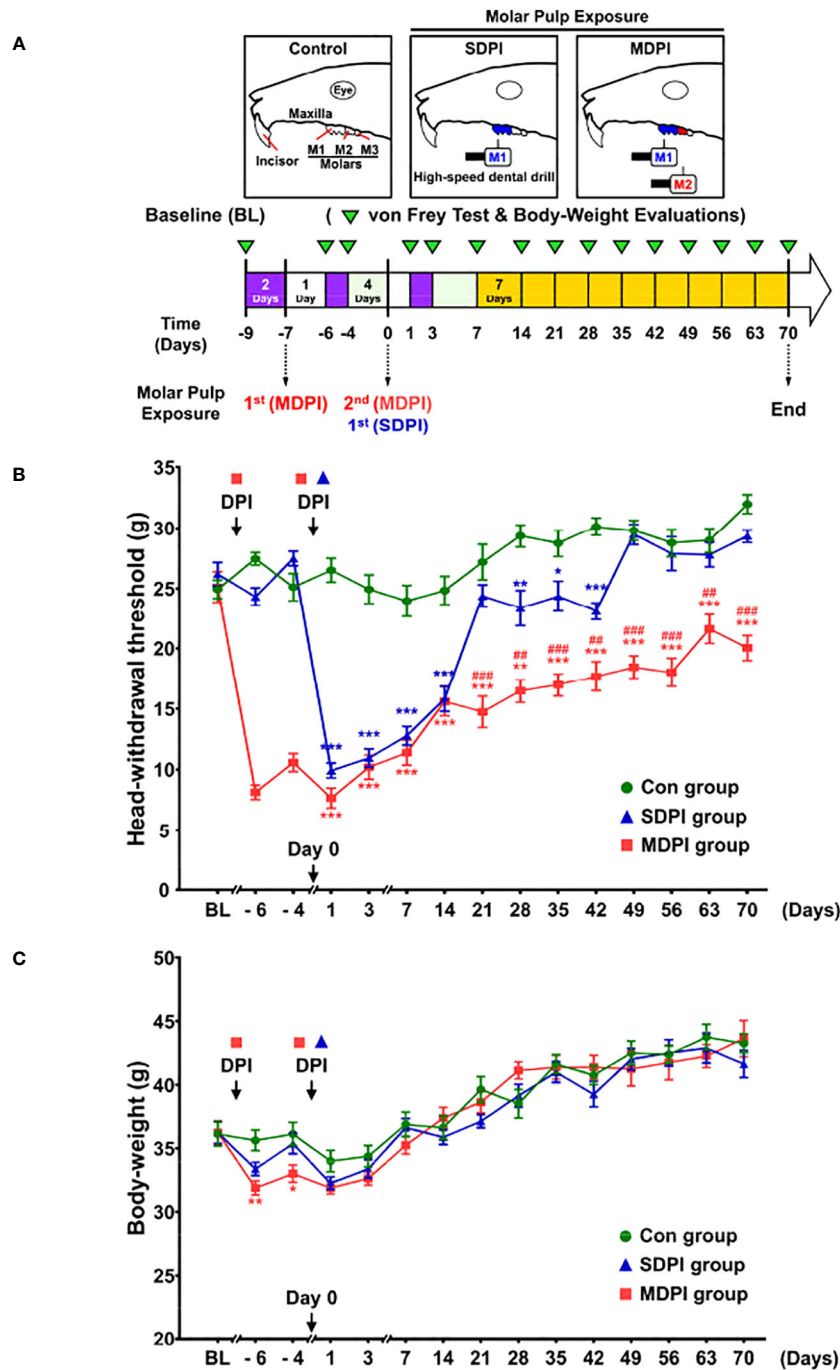 A
Molar Pulp Exposure
Control
SDPI
MDPI
Eye
Maxilla
M1 M2 M3
Incisor
Molars
M1
High-speed dental drill
M1
M2
Baseline (BL) ( von Frey Test & Body-Weight Evaluations)
2 Days
1 Day
4 Days
7 Days
Time (Days)
-9 -7 -6 -4 0 1 3 7 14 21 28 35 42 49 56 63 70
Molar Pulp Exposure
1st (MDPI)
2nd (MDPI)
1st (SDPI)
End
B
Head-withdrawal threshold (g)
35
30
25
20
15
10
5
0
DPI
DPI
***
***
***
***
**
*
***
***
***
***
***
###
***
##
**
###
***
##
***
###
***
###
***
##
***
###
***
Con group
SDPI group
MDPI group
Day 0
BL - 6 - 4 1 3 7 14 21 28 35 42 49 56 63 70 (Days)
C
Body-weight (g)
50
45
40
35
30
25
20
DPI
DPI
**
*
Con group
SDPI group
MDPI group
Day 0
BL - 6 - 4 1 3 7 14 21 28 35 42 49 56 63 70 (Days)